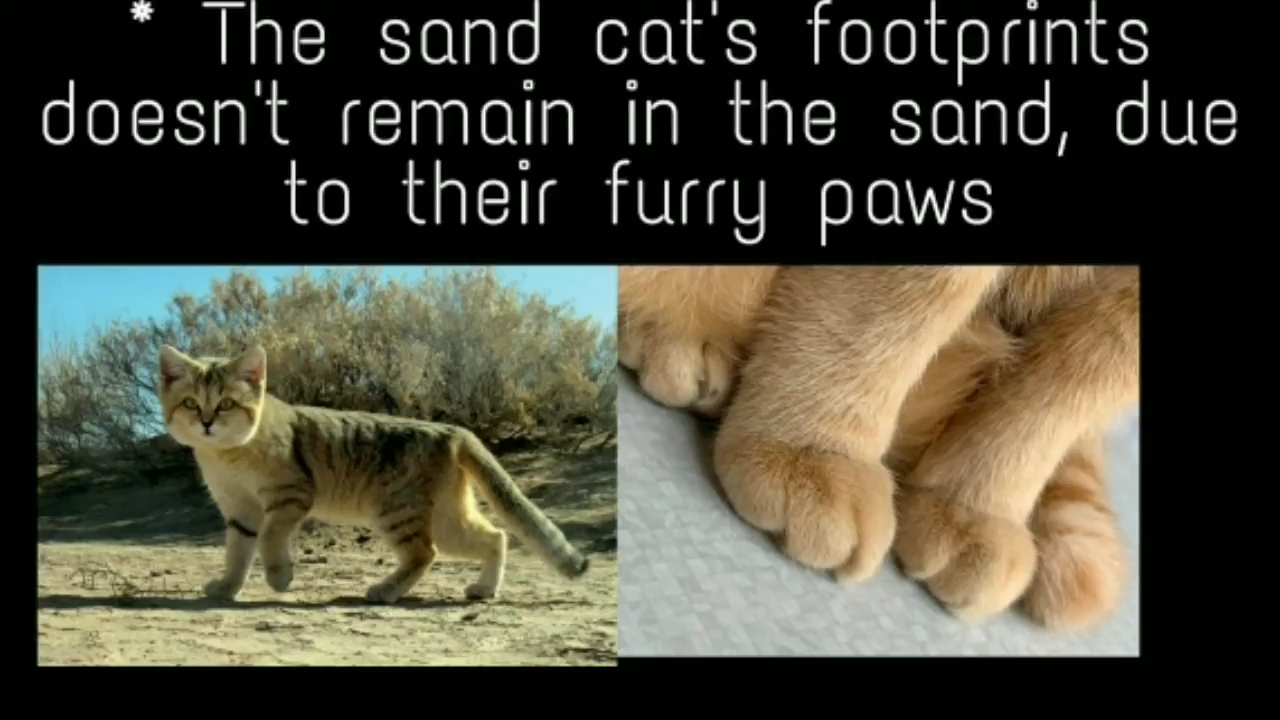 * The sand cat's footprints
doesn't remain in the sand, due
to their furry paws